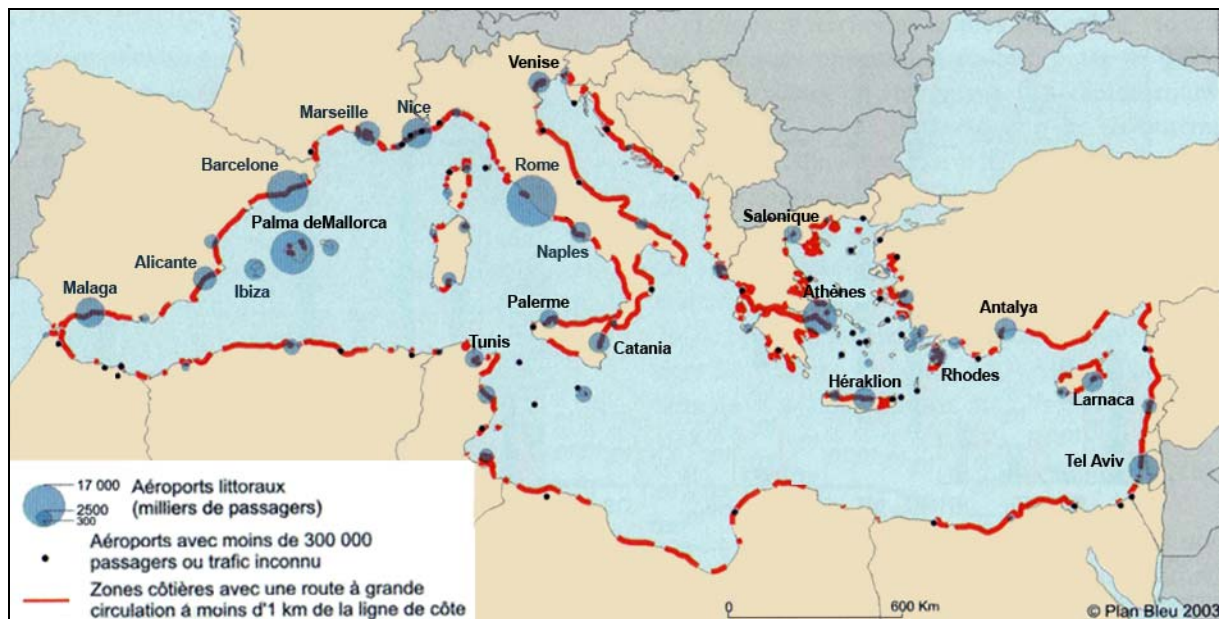 Venise
Marseille
Nice
Barcelone
Rome
Palma deMallorca
Salonique
Naples
Alicante
Ibiza
Athènes
Malaga
Palerme
Antalya
Tunis
Catania
Rhodes
Héraklion
Larnaca
Tel Aviv
17 000
2500
300
Aéroports littoraux
(milliers de passagers)
Aéroports avec moins de 300 000
passagers ou trafic inconnu
Zones côtières avec une route à grande
circulation à moins d'1 km de la ligne de côte
0
600 Km
© Plan Bleu 2003